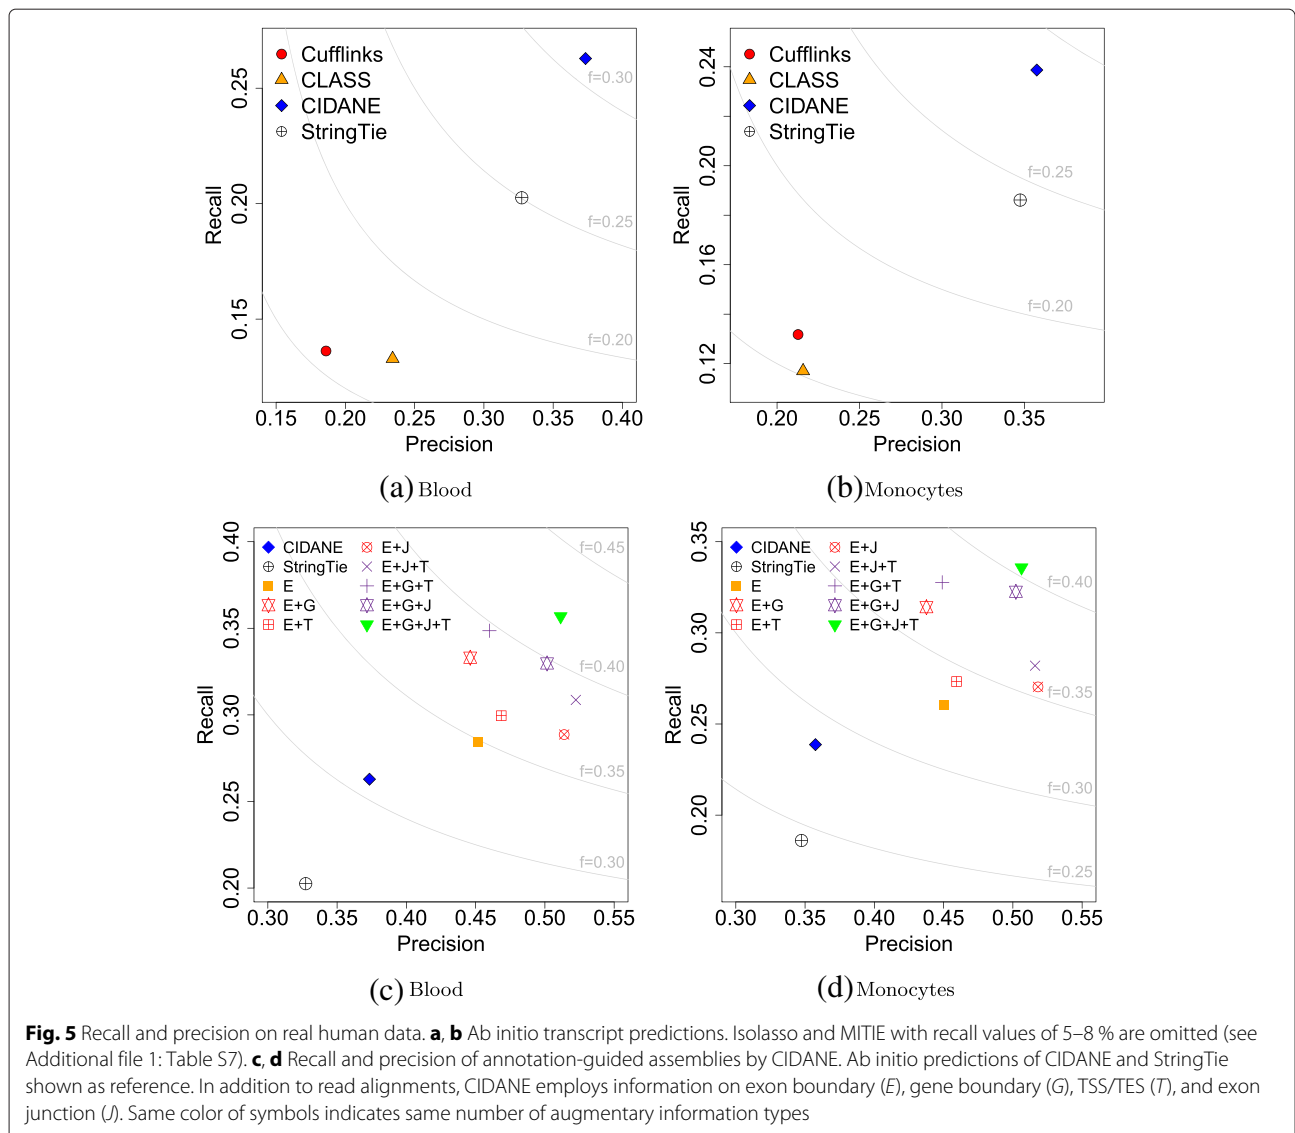 Cufflinks
CLASS
CIDANE
StringTie
f=0.30
f=0.25
f=0.20
0.25
0.20
0.15
Recall
0.15 0.20 0.25 0.30 0.35 0.40
Precision
(a) Blood
Cufflinks
CLASS
CIDANE
StringTie
f=0.25
f=0.20
0.24
0.20
0.16
0.12
Recall
0.20 0.25 0.30 0.35
Precision
(b) Monocytes
CIDANE
StringTie
E
E+G
E+T
E+J
E+J+T
E+G+T
E+G+J
E+G+J+T
f=0.45
f=0.40
f=0.35
f=0.30
0.40
0.35
0.30
0.25
0.20
Recall
0.30 0.35 0.40 0.45 0.50 0.55
Precision
(c) Blood
CIDANE
StringTie
E
E+G
E+T
E+J
E+J+T
E+G+T
E+G+J
E+G+J+T
f=0.40
f=0.35
f=0.30
f=0.25
0.35
0.30
0.25
0.20
Recall
0.30 0.35 0.40 0.45 0.50 0.55
Precision
(d) Monocytes
Fig. 5 Recall and precision on real human data. a, b Ab initio transcript predictions. Isolasso and MITIE with recall values of 5–8 % are omitted (see
Additional file 1: Table S7). c, d Recall and precision of annotation-guided assemblies by CIDANE. Ab initio predictions of CIDANE and StringTie
shown as reference. In addition to read alignments, CIDANE employs information on exon boundary (E), gene boundary (G), TSS/TES (T), and exon
junction (J). Same color of symbols indicates same number of augmentary information types